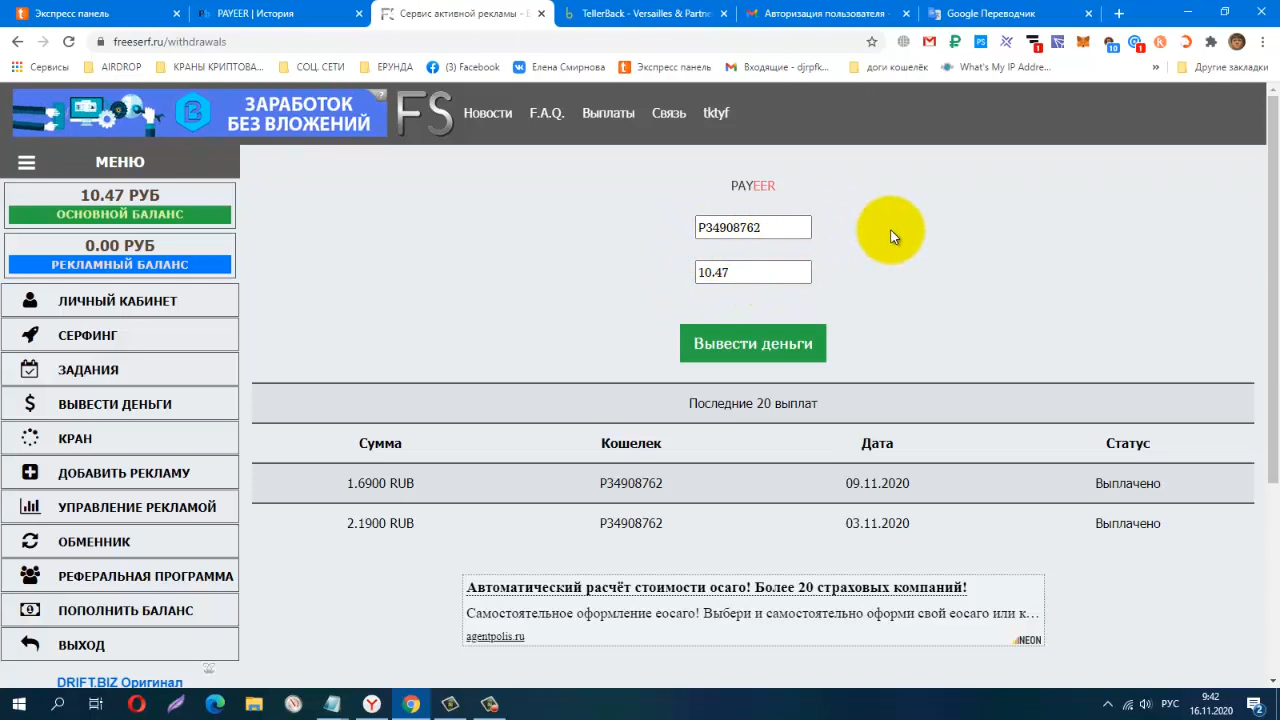 Экспресс панель
PAYEER | История
Сервис активной рекламы - F
TellerBack - Versailles & Partne
Авторизация пользователя -
Google Переводчик
freeserf.ru/withdrawals
Сервисы
AIRDROP
КРАНЫ КРИПТОВА...
СОЦ. СЕТИ
ЕРУНДА
(3) Facebook
Елена Смирнова
Экспресс панель
Входящие - djrpfk...
доги кошелёк
What's My IP Addre...
»
Другие закладки
ЗАРАБОТОК
БЕЗ ВЛОЖЕНИЙ
FS
Новости
F.A.Q.
Выплаты
Связь
tktyf
МЕНЮ
10.47 РУБ
ОСНОВНОЙ БАЛАНС
0.00 РУБ
РЕКЛАМНЫЙ БАЛАНС
ЛИЧНЫЙ КАБИНЕТ
СЕРФИНГ
ЗАДАНИЯ
ВЫВЕСТИ ДЕНЬГИ
КРАН
ДОБАВИТЬ РЕКЛАМУ
УПРАВЛЕНИЕ РЕКЛАМОЙ
ОБМЕННИК
РЕФЕРАЛЬНАЯ ПРОГРАММА
ПОПОЛНИТЬ БАЛАНС
ВЫХОД
DRIFT.BIZ Оригинал
PAYEER
P34908762
10.47
Вывести деньги
Последние 20 выплат
Сумма Кошелек Дата Статус
1.6900 RUB P34908762 09.11.2020 Выплачено
2.1900 RUB P34908762 03.11.2020 Выплачено
Автоматический расчёт стоимости осаго! Более 20 страховых компаний!
Самостоятельное оформление еосаго! Выбери и самостоятельно оформи свой еосаго или к...
agentpolis.ru
NEON
РУС
9:42
16.11.2020